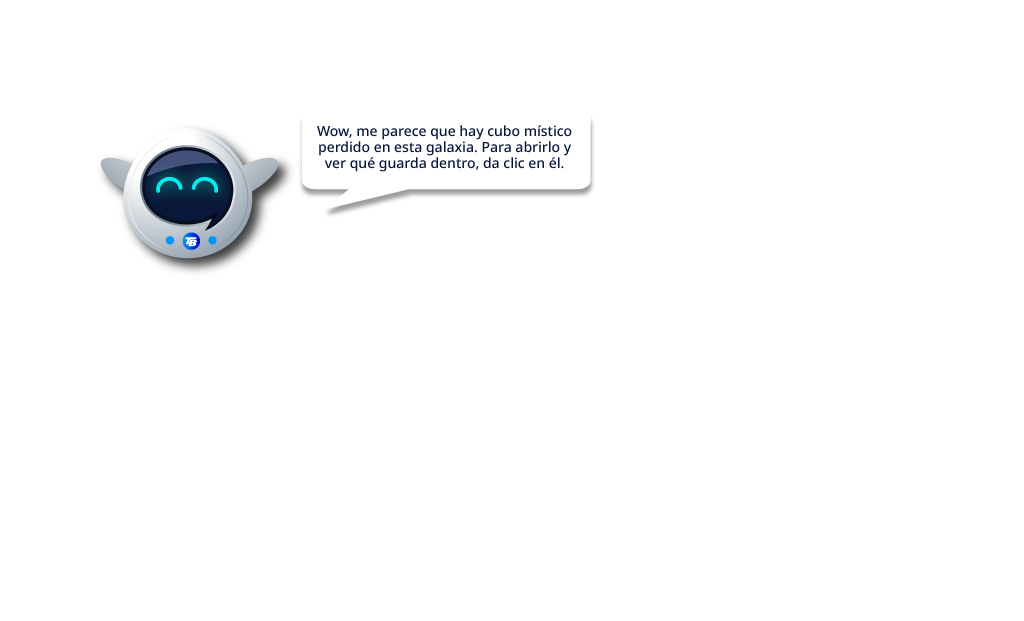 Wow, me parece que hay cubo místico
perdido en esta galaxia. Para abrirlo y
ver qué guarda dentro, da clic en él.
TB